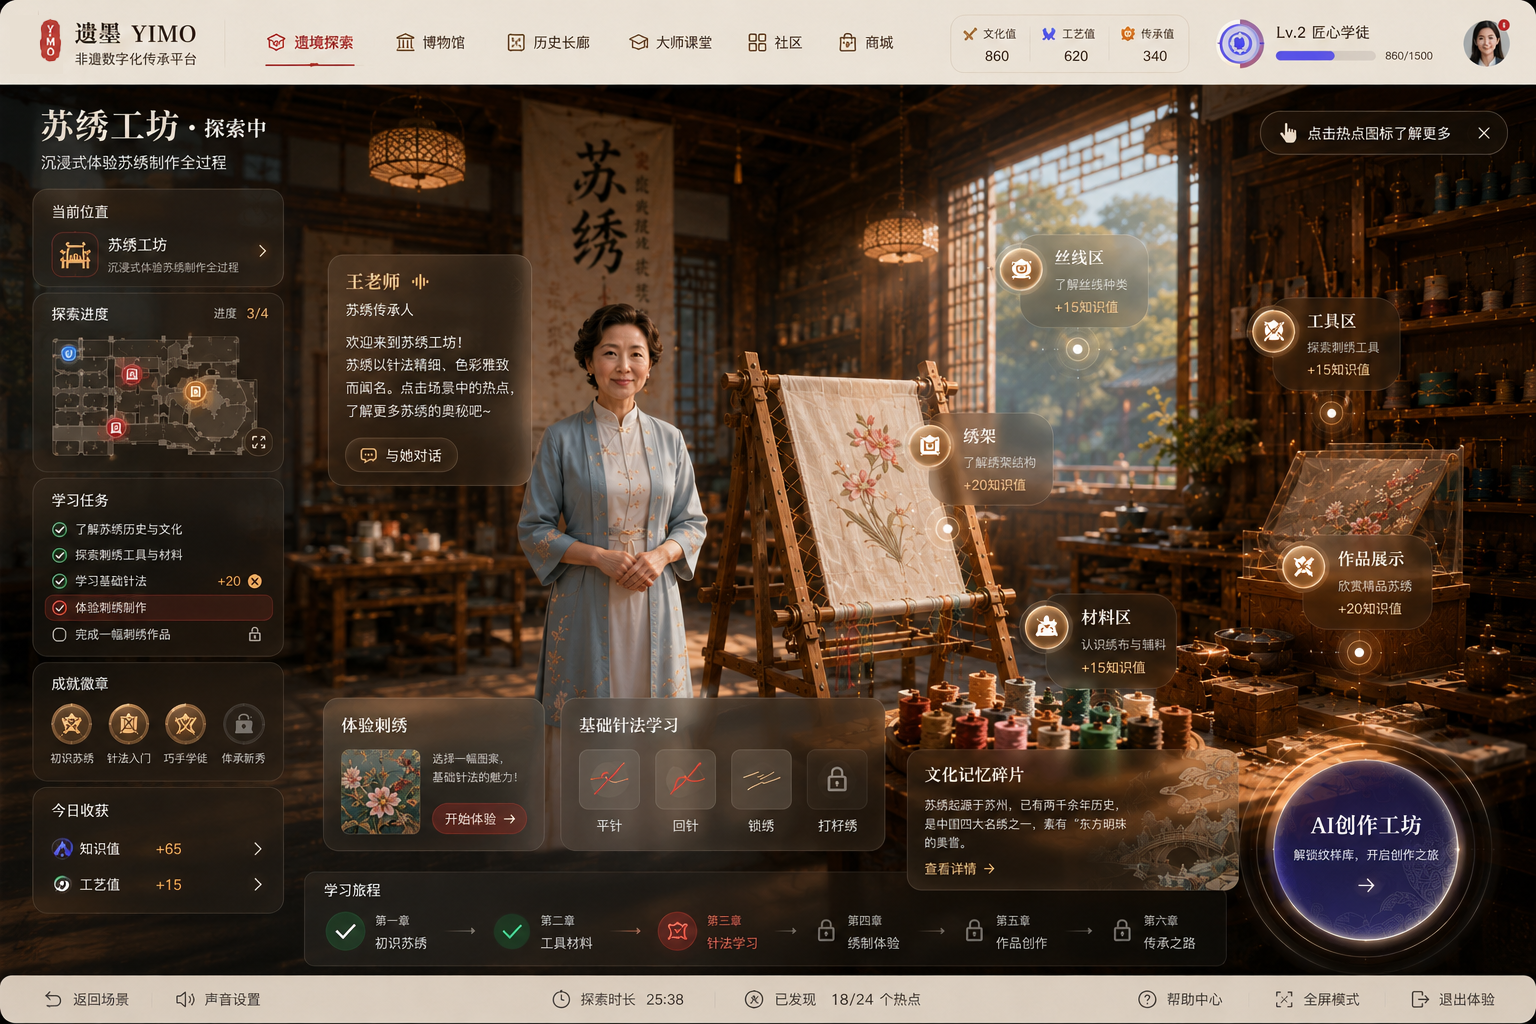 YIMO
遗墨 YIMO
非遗数字化传承平台
遗境探索
博物馆
历史长廊
大师课堂
社区
商城
文化值
860
工艺值
620
传承值
340
Lv.2 匠心学徒
860/1500
苏绣工坊·探索中
沉浸式体验苏绣制作全过程
点击热点图标了解更多
当前位置
苏绣工坊
沉浸式体验苏绣制作全过程
探索进度
进度 3/4
学习任务
了解苏绣历史与文化
探索刺绣工具与材料
学习基础针法 +20
体验刺绣制作
完成一幅刺绣作品
成就徽章
初识苏绣
针法入门
巧手学徒
传承新秀
今日收获
知识值 +65
工艺值 +15
苏绣
王老师
苏绣传承人
欢迎来到苏绣工坊！
苏绣以针法精细、色彩雅致
而闻名。点击场景中的热点，
了解更多苏绣的奥秘吧~
与她对话
丝线区
了解丝线种类
+15知识值
工具区
探索刺绣工具
+15知识值
绣架
了解绣架结构
+20知识值
作品展示
欣赏精品苏绣
+20知识值
材料区
认识绣布与辅料
+15知识值
体验刺绣
选择一幅图案，
基础针法的魅力！
开始体验 →
基础针法学习
平针
回针
锁绣
打籽绣
文化记忆碎片
苏绣起源于苏州，已有两千余年历史，
是中国四大名绣之一，素有“东方明珠
的美誉。
查看详情 →
AI创作工坊
解锁纹样库，开启创作之旅
学习旅程
第一章
初识苏绣
第二章
工具材料
第三章
针法学习
第四章
绣制体验
第五章
作品创作
第六章
传承之路
返回场景
声音设置
探索时长 25:38
已发现 18/24 个热点
帮助中心
全屏模式
退出体验